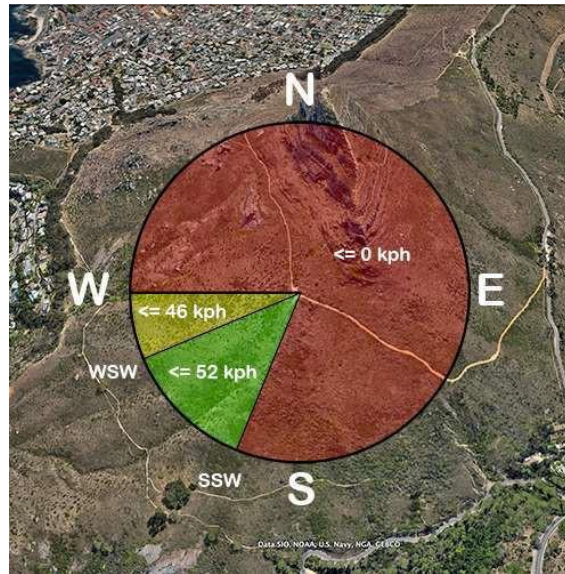 N
<= 0 kph
W
E
<= 46 kph
WSW
<= 52 kph
SSW
S
Data SIO, NOAA, U.S. Navy, NGA, GEBCO